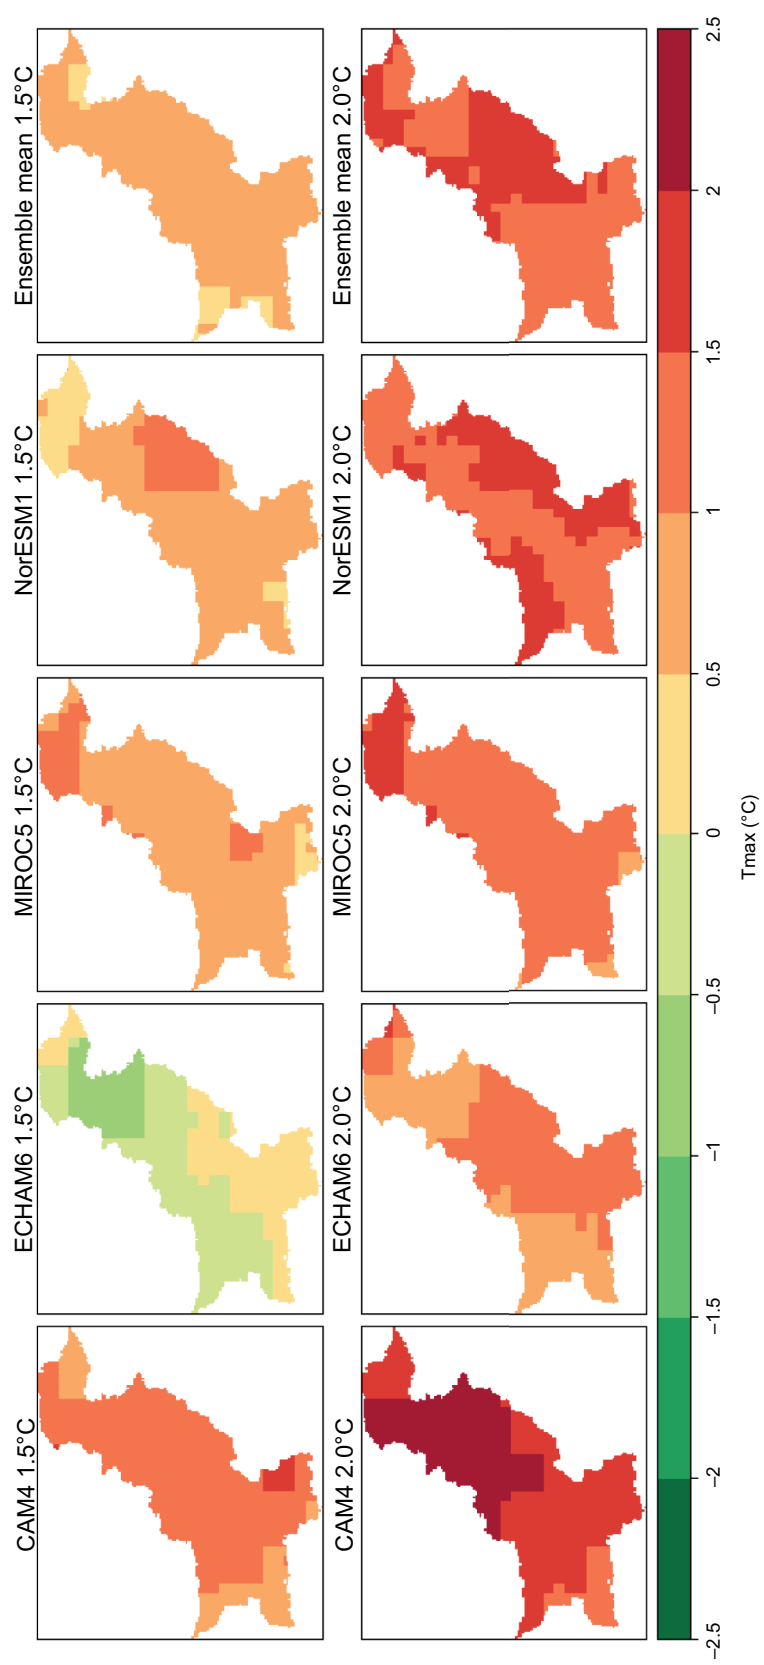 CAM4 1.5°C
ECHAM6 1.5°C
MIROC5 1.5°C
NorESM1 1.5°C
Ensemble mean 1.5°C
CAM4 2.0°C
ECHAM6 2.0°C
MIROC5 2.0°C
NorESM1 2.0°C
Ensemble mean 2.0°C
−2.5 −2 −1.5 −1 −0.5 0 0.5 1 1.5 2 2.5
Tmax (°C)